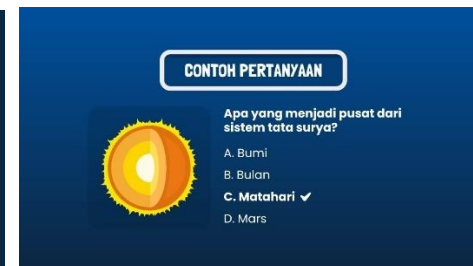 CONTOH PERTANYAAN
Apa yang menjadi pusat dari
sistem tata surya?
A. Bumi
B. Bulan
C. Matahari ✔
D. Mars